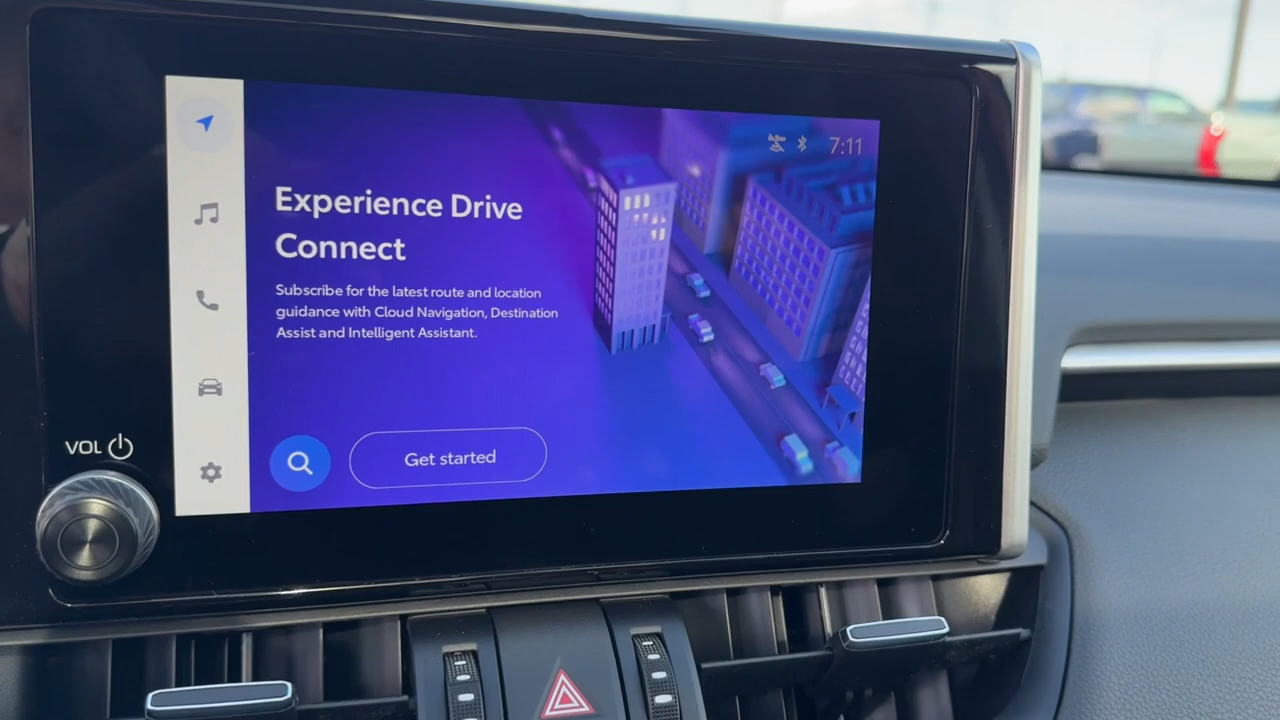 7:11
Experience Drive
Connect
Subscribe for the latest route and location
guidance with Cloud Navigation, Destination
Assist and Intelligent Assistant.
Get started
VOL